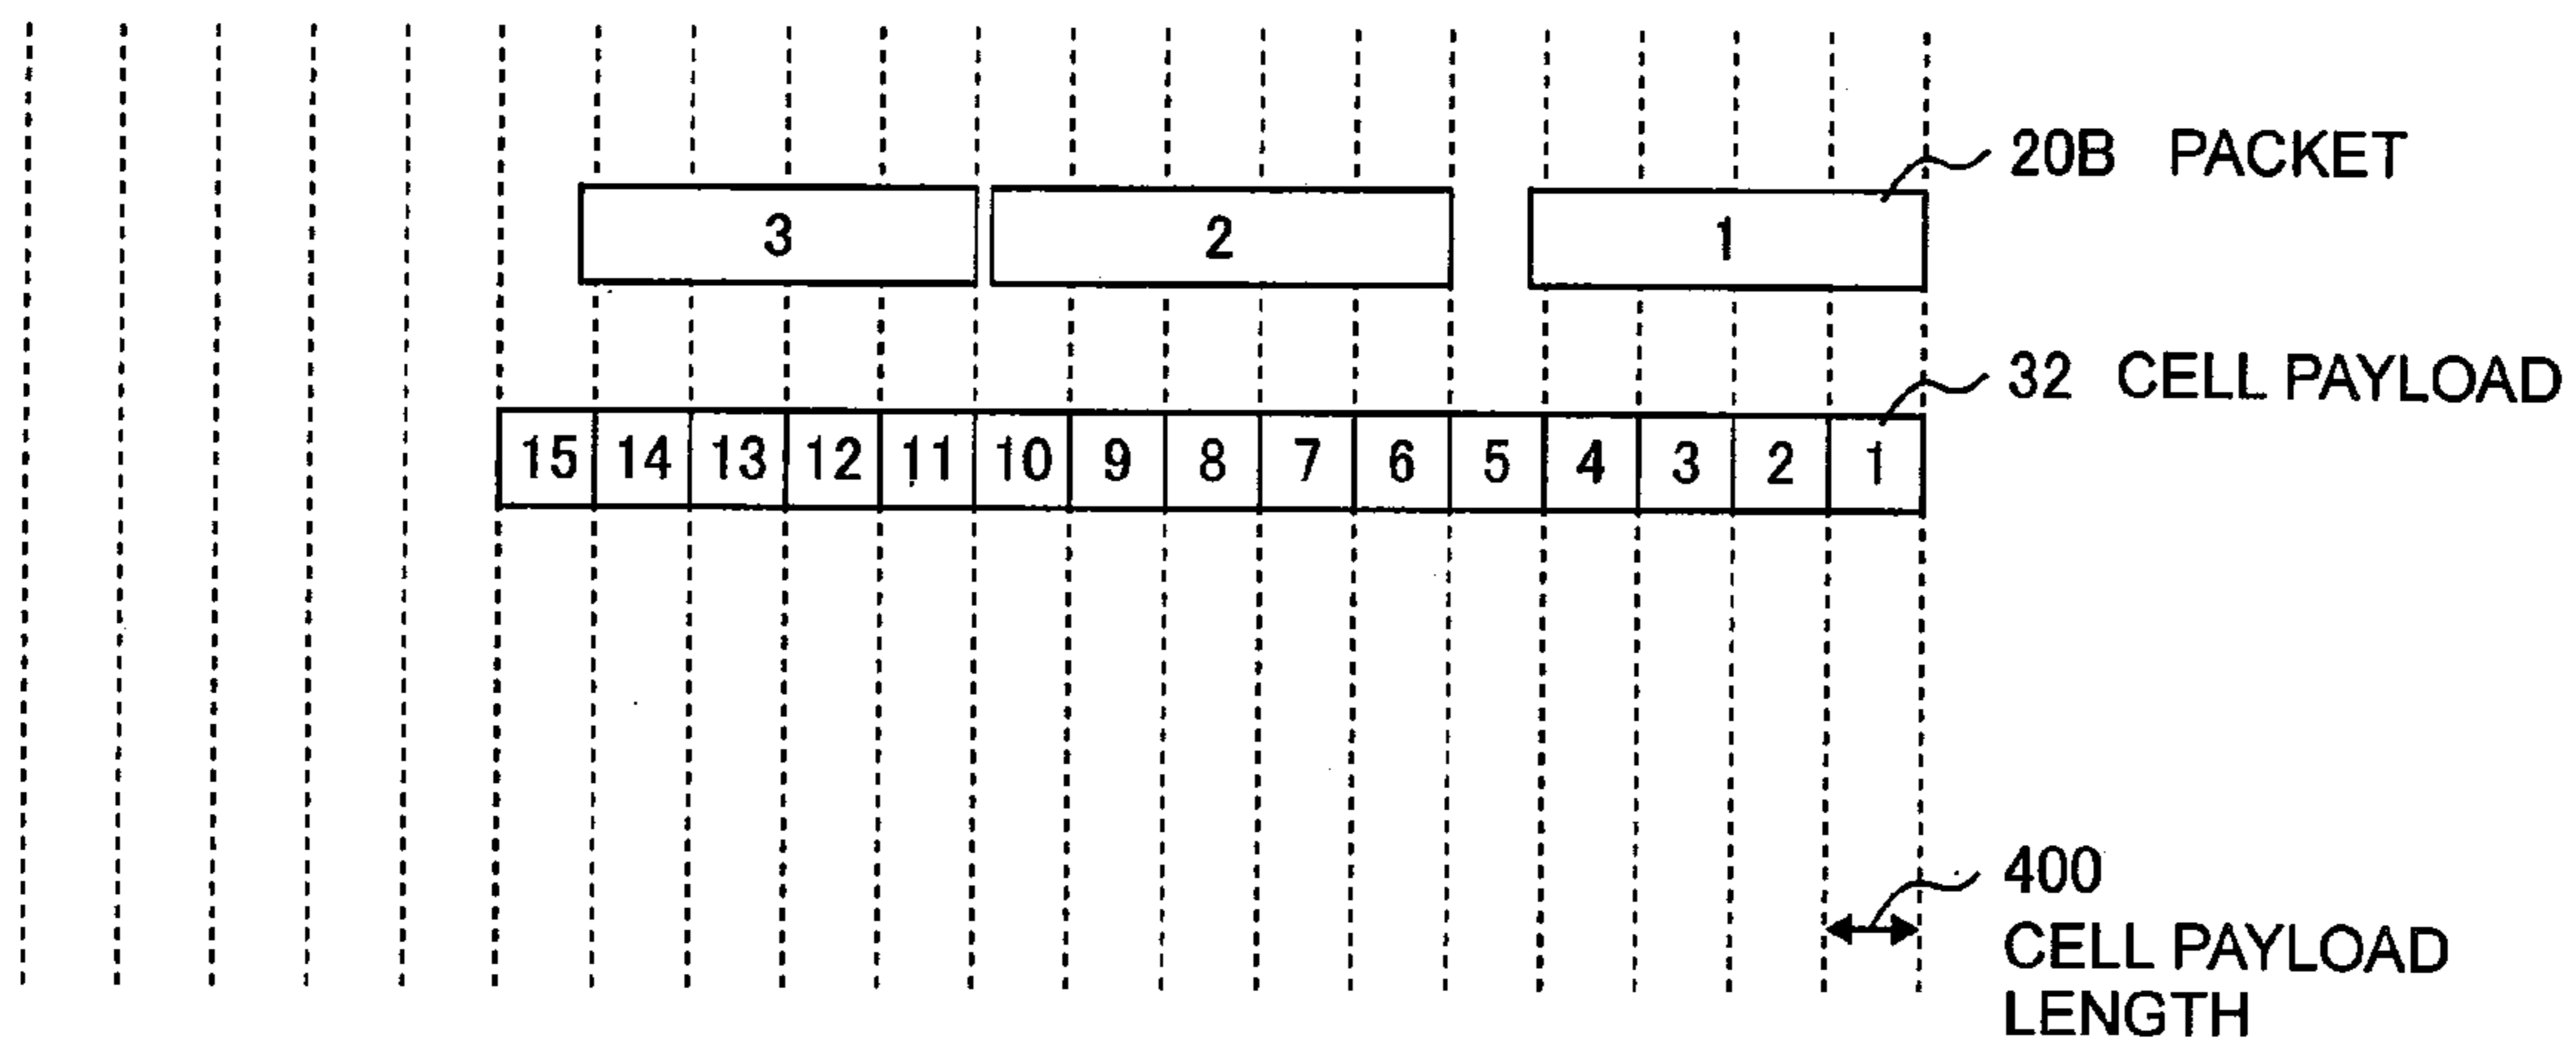 20B PACKET
3 2 1
32 CELL PAYLOAD
15 14 13 12 11 10 9 8 7 6 5 4 3 2 1
400
CELL PAYLOAD
LENGTH